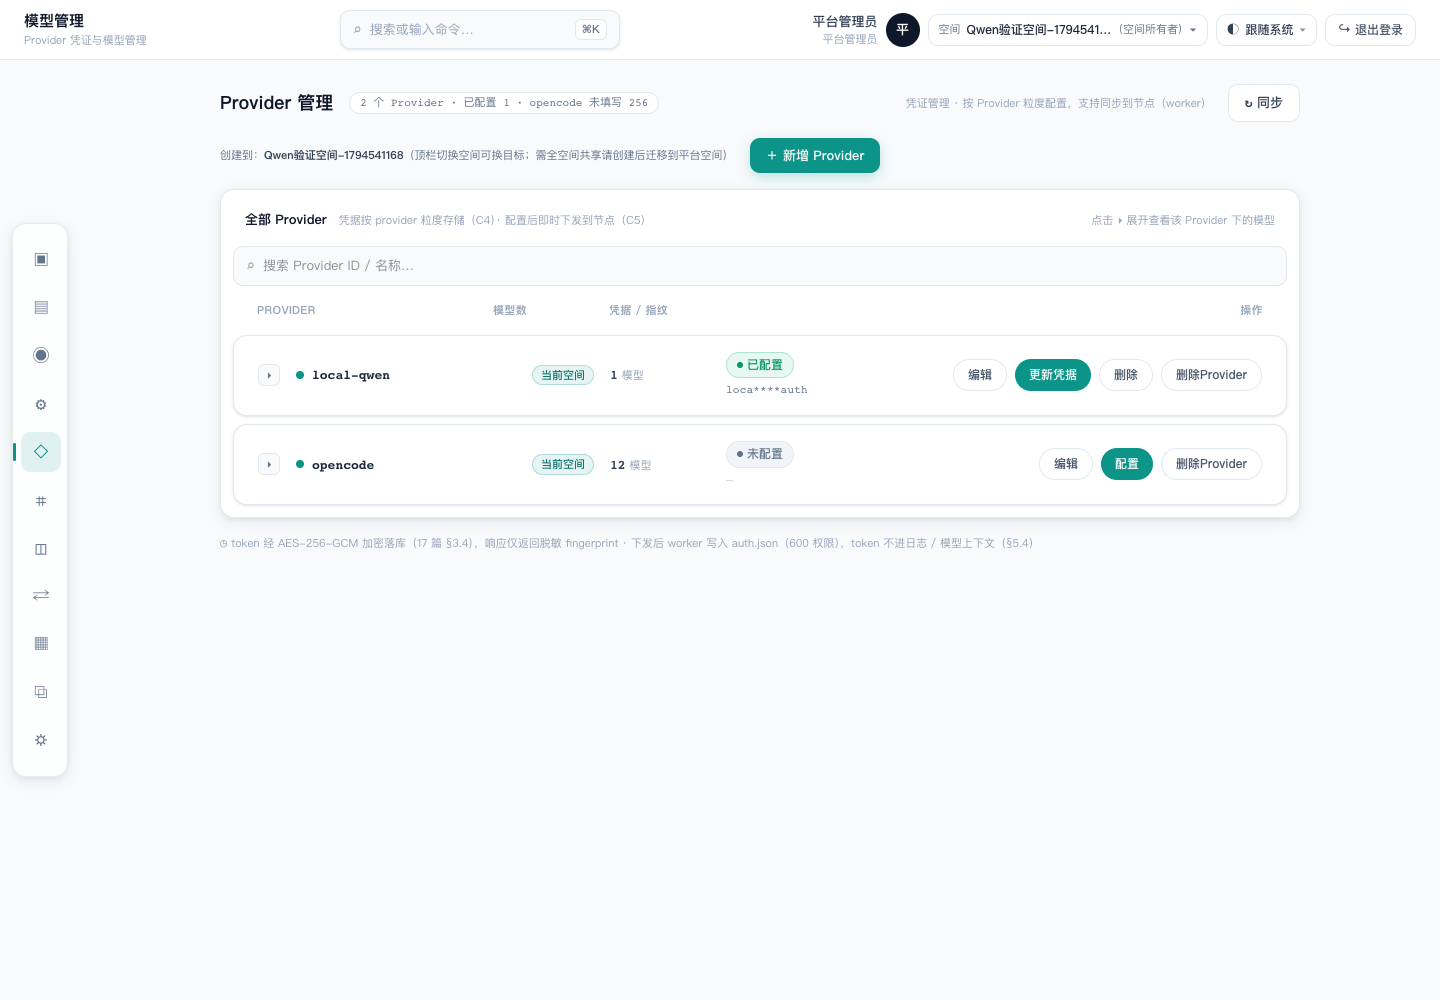 模型管理
Provider 凭证与模型管理
搜索或输入命令... ⌘K
平台管理员
平台管理员
平
空间 Qwen验证空间-1794541... (空间所有者)
跟随系统
退出登录
Provider 管理
2 个 Provider · 已配置 1 · opencode 未填写 256
凭证管理 · 按 Provider 粒度配置，支持同步到节点（worker）
↻ 同步
创建到：Qwen验证空间-1794541168（顶栏切换空间可换目标；需全空间共享请创建后迁移到平台空间）
+ 新增 Provider
全部 Provider 凭据按 provider 粒度存储（C4）· 配置后即时下发到节点（C5）
点击 ▸ 展开查看该 Provider 下的模型
搜索 Provider ID / 名称...
PROVIDER 模型数 凭据 / 指纹 操作
local-qwen 当前空间 1 模型 已配置 编辑 更新凭据 删除 删除Provider
loca****auth
opencode 当前空间 12 模型 未配置 编辑 配置 删除Provider
—
token 经 AES-256-GCM 加密落库（17 篇 §3.4），响应仅返回脱敏 fingerprint · 下发后 worker 写入 auth.json（600 权限），token 不进日志 / 模型上下文（§5.4）